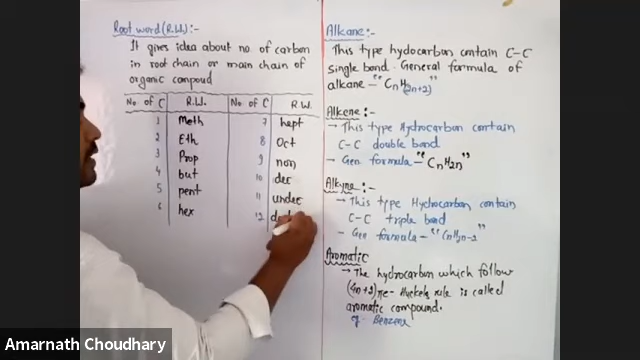 Root word (R.W.) :-
It gives idea about no. of carbon
in root chain or main chain of
organic compoud
No of C R.W. No of C R.W.
1 Meth 7 hept
2 Eth 8 Oct
3 Prop 9 non
4 but 10 dec
5 pent 11 undec
6 hex 12
Alkane :-
This type hydocarbon contain C-C
single bond. General formula of
alkane - "CnH(2n+2)"
Alkene :-
→ This type Hydrocarbon contain
C-C double bond
→ Gen formula - "CnH2n"
Alkyne :-
→ This type Hydrocarbon contain
C-C triple bond
→ Gen formula - "CnH2n-2"
Aromatic
→ The hydrocarbon which follow
(4n+2)πe- Huckels rule is called
aromatic compound.
eg. Benzene
Amarnath Choudhary